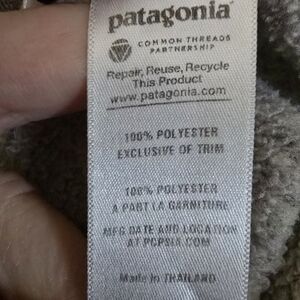 patagonia
COMMON THREADS
PARTNERSHIP
Repair, Reuse, Recycle
This Product
www.patagonia.com
100% POLYESTER
EXCLUSIVE OF TRIM
100% POLYESTER
A PART LA GARNITURE
MFG DATE AND LOCATION
AT PCPSIA.COM
Made in THAILAND